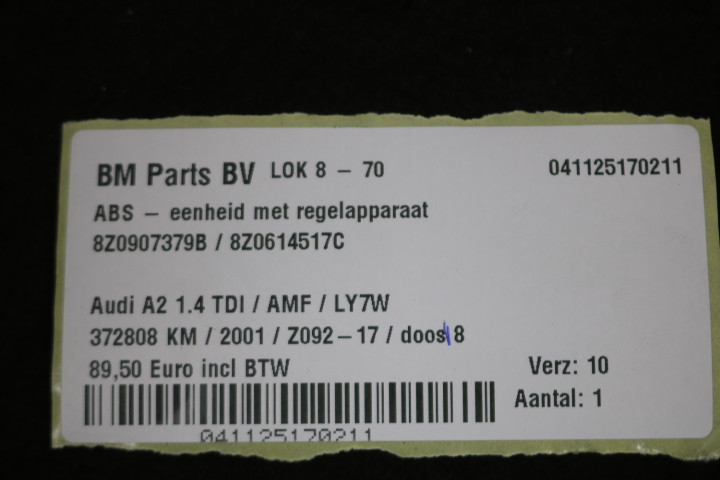 BM Parts BV LOK 8 – 70 041125170211
ABS – eenheid met regelapparaat
8Z0907379B / 8Z0614517C
Audi A2 1.4 TDI / AMF / LY7W
372808 KM / 2001 / Z092 – 17 / doos 8
89,50 Euro incl BTW Verz: 10
Aantal: 1
041125170211